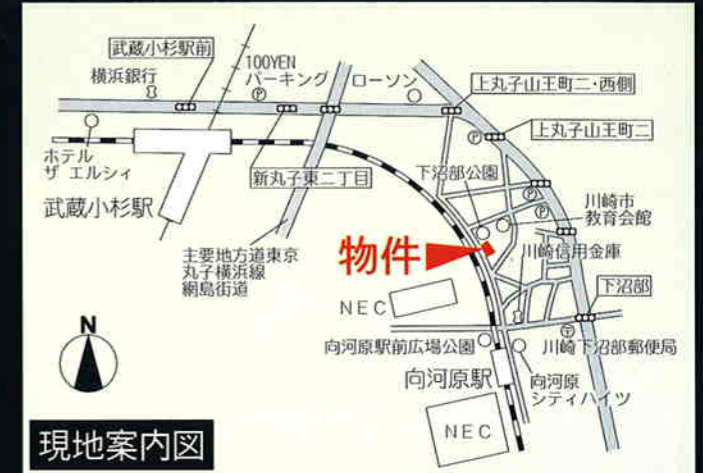 武蔵小杉駅前
横浜銀行
100YEN
パーキング
ローソン
上丸子山王町二・西側
上丸子山王町二
ホテル
ザ エルシィ
武蔵小杉駅
新丸子東二丁目
下沼部公園
川崎市
教育会館
主要地方道東京
丸子横浜線
綱島街道
物件
川崎信用金庫
下沼部
NEC
N
向河原駅前広場公園
川崎下沼部郵便局
向河原駅
向河原
シティハイツ
NEC
現地案内図
P
P
P
P